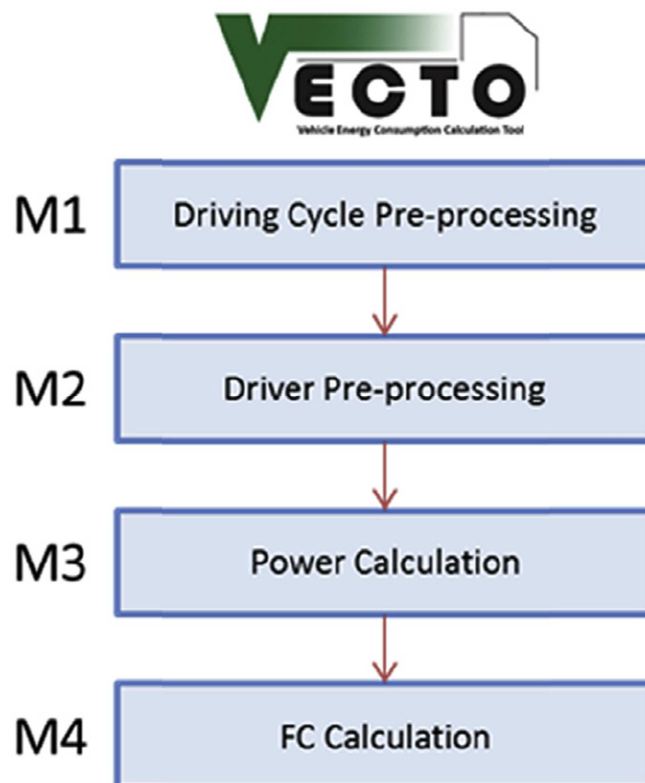 VECTO
Vehicle Energy Consumption Calculation Tool
M1 Driving Cycle Pre-processing
M2 Driver Pre-processing
M3 Power Calculation
M4 FC Calculation